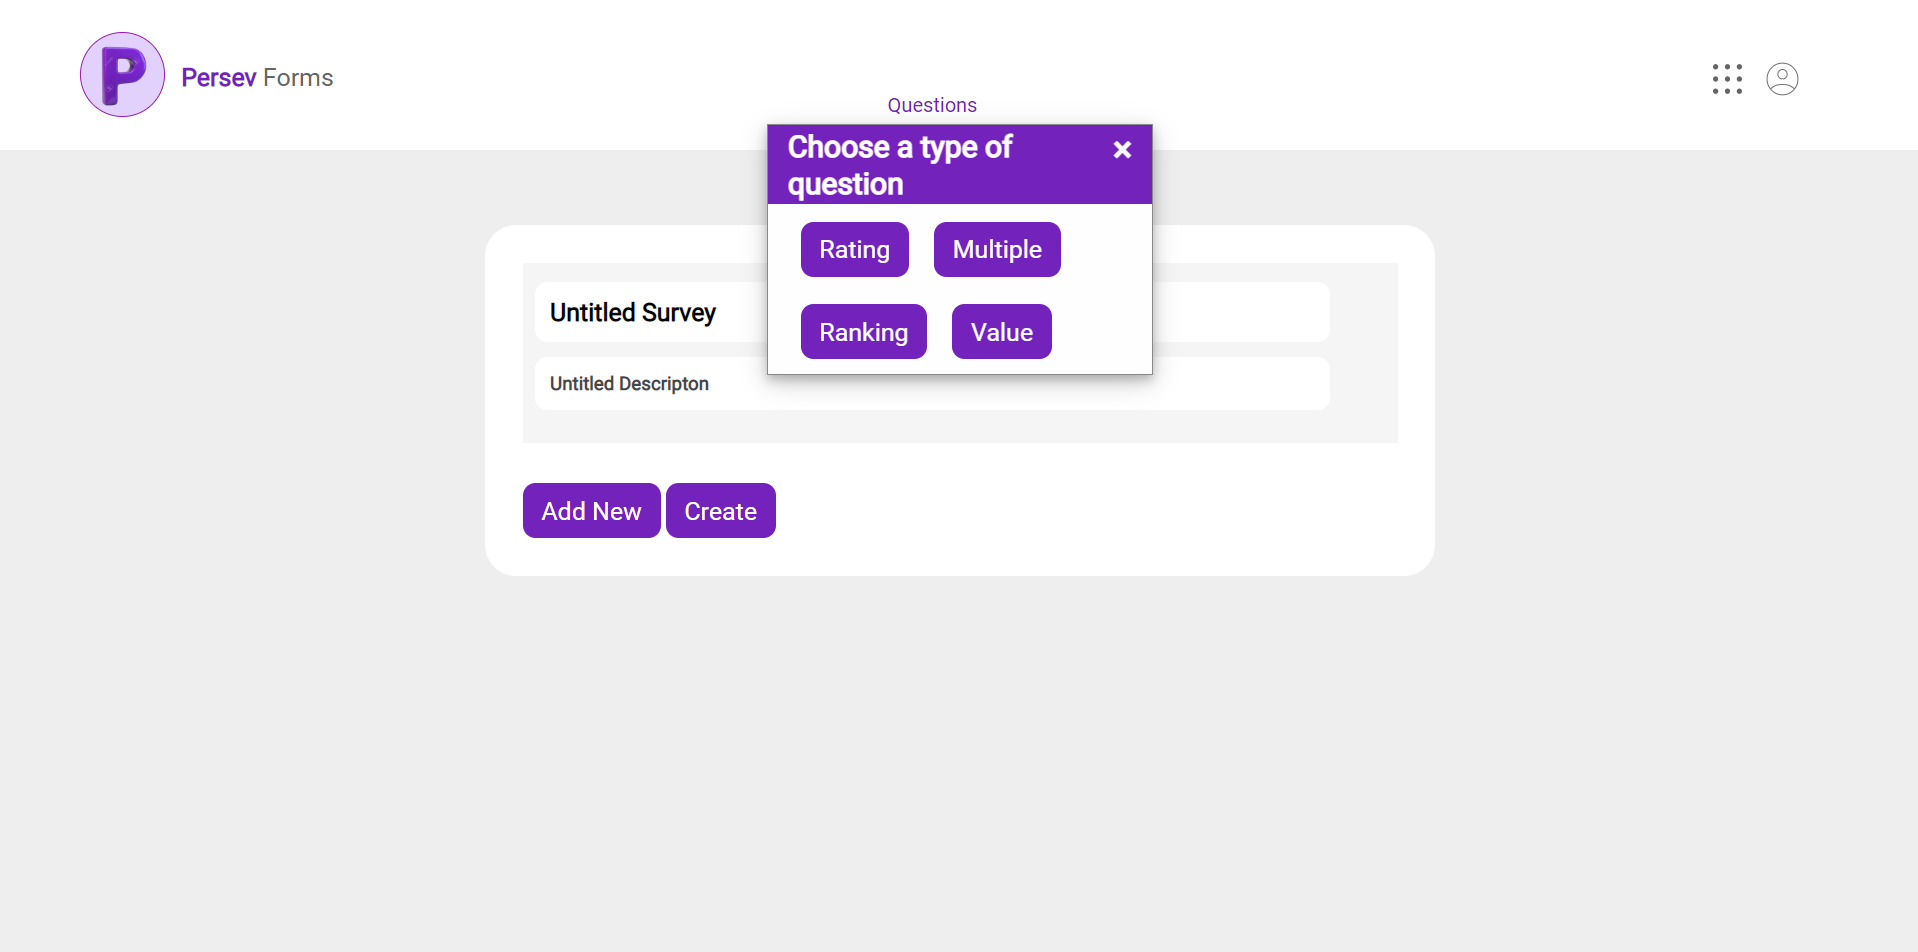 P
Persev Forms
Questions
Choose a type of
question
×
Rating Multiple
Ranking Value
Untitled Survey
Untitled Descripton
Add New Create